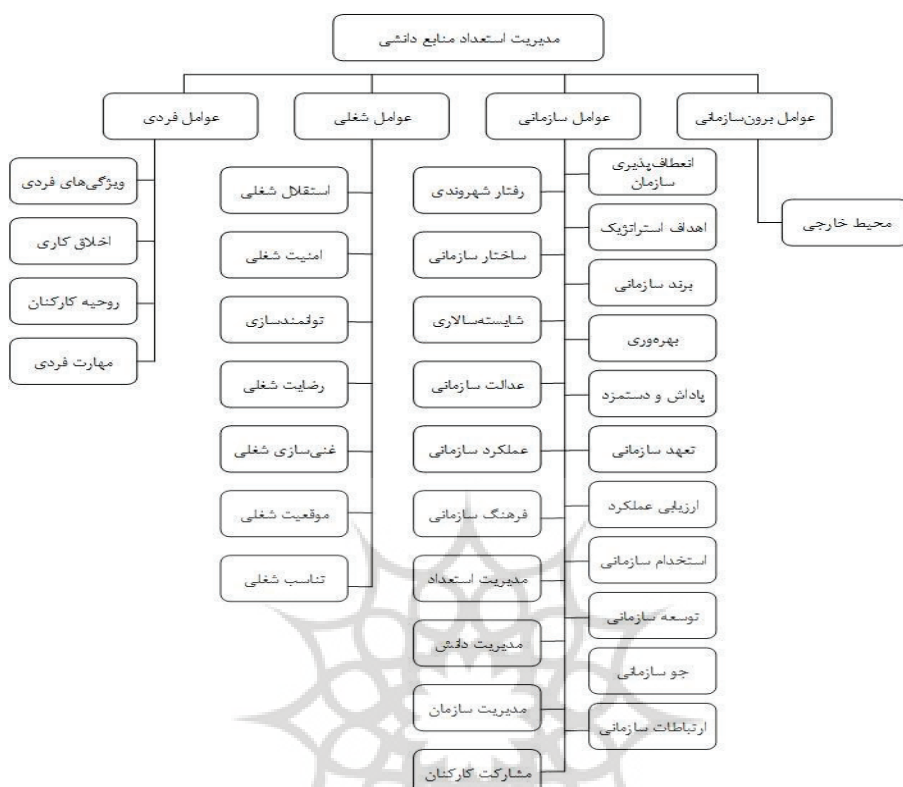 مدیریت استعداد منابع دانشی
عوامل برون‌سازمانی
محیط خارجی
عوامل سازمانی
انعطاف‌پذیری
سازمان
اهداف استراتژیک
برند سازمانی
بهره‌وری
پاداش و دستمزد
تعهد سازمانی
ارزیابی عملکرد
استخدام سازمانی
توسعه سازمانی
جو سازمانی
ارتباطات سازمانی
رفتار شهروندی
ساختار سازمانی
شایسته‌سالاری
عدالت سازمانی
عملکرد سازمانی
فرهنگ سازمانی
مدیریت استعداد
مدیریت دانش
مدیریت سازمان
مشارکت کارکنان
عوامل شغلی
استقلال شغلی
امنیت شغلی
توانمندسازی
رضایت شغلی
غنی‌سازی شغلی
موقعیت شغلی
تناسب شغلی
عوامل فردی
ویژگی‌های فردی
اخلاق کاری
روحیه کارکنان
مهارت فردی